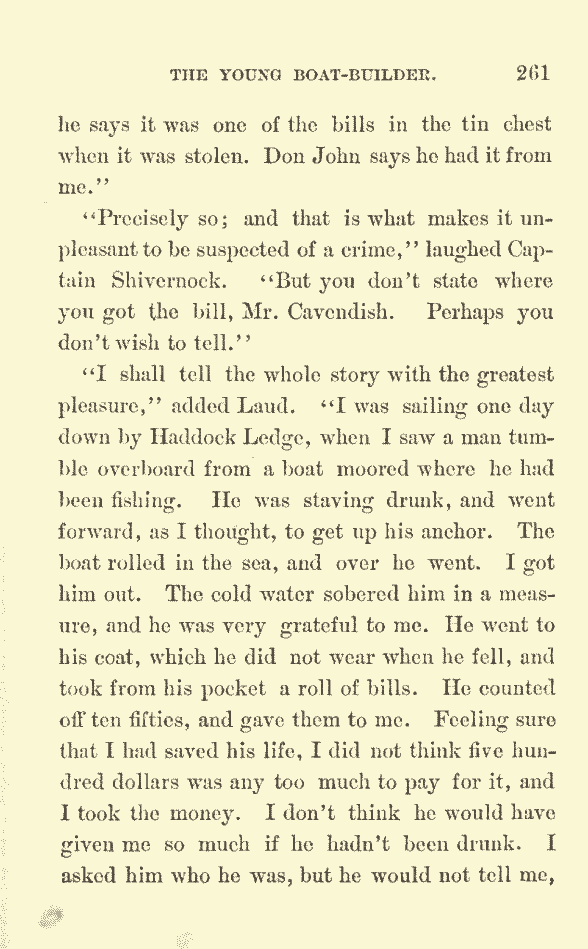 THE YOUNG BOAT-BUILDER. 261
he says it was one of the bills in the tin chest
when it was stolen. Don John says he had it from
me."
"Precisely so; and that is what makes it un-
pleasant to be suspected of a crime," laughed Cap-
tain Shivernock. "But you don't state where
you got the bill, Mr. Cavendish. Perhaps you
don't wish to tell."
"I shall tell the whole story with the greatest
pleasure," added Laud. "I was sailing one day
down by Haddock Ledge, when I saw a man tum-
ble overboard from a boat moored where he had
been fishing. He was staving drunk, and went
forward, as I thought, to get up his anchor. The
boat rolled in the sea, and over he went. I got
him out. The cold water sobered him in a meas-
ure, and he was very grateful to me. He went to
his coat, which he did not wear when he fell, and
took from his pocket a roll of bills. He counted
off ten fifties, and gave them to me. Feeling sure
that I had saved his life, I did not think five hun-
dred dollars was any too much to pay for it, and
I took the money. I don't think he would have
given me so much if he hadn't been drunk. I
asked him who he was, but he would not tell me,